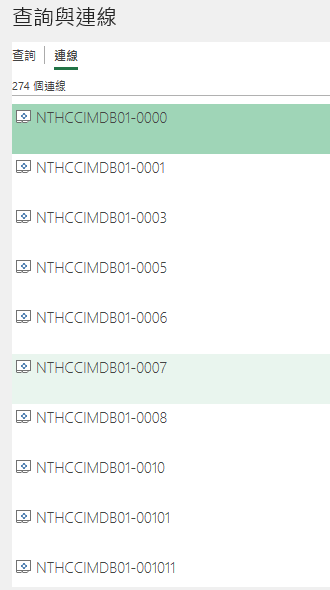 查詢與連線
查詢 連線
274 個連線
NTHCCIMDB01-0000
NTHCCIMDB01-0001
NTHCCIMDB01-0003
NTHCCIMDB01-0005
NTHCCIMDB01-0006
NTHCCIMDB01-0007
NTHCCIMDB01-0008
NTHCCIMDB01-0010
NTHCCIMDB01-00101
NTHCCIMDB01-001011